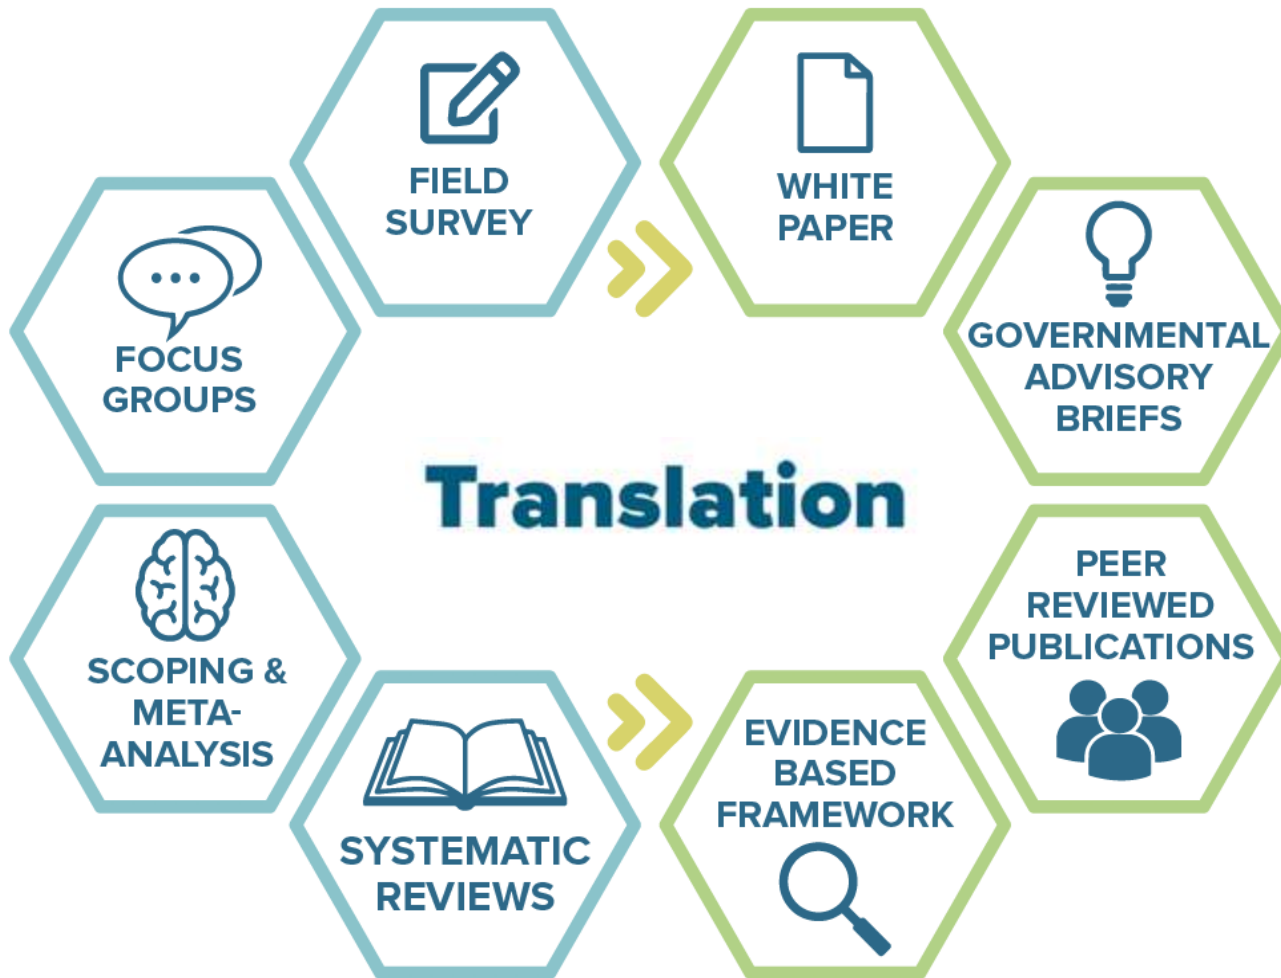 FIELD
SURVEY
WHITE
PAPER
FOCUS
GROUPS
GOVERNMENTAL
ADVISORY
BRIEFS
Translation
SCOPING &
META-
ANALYSIS
PEER
REVIEWED
PUBLICATIONS
SYSTEMATIC
REVIEWS
EVIDENCE
BASED
FRAMEWORK